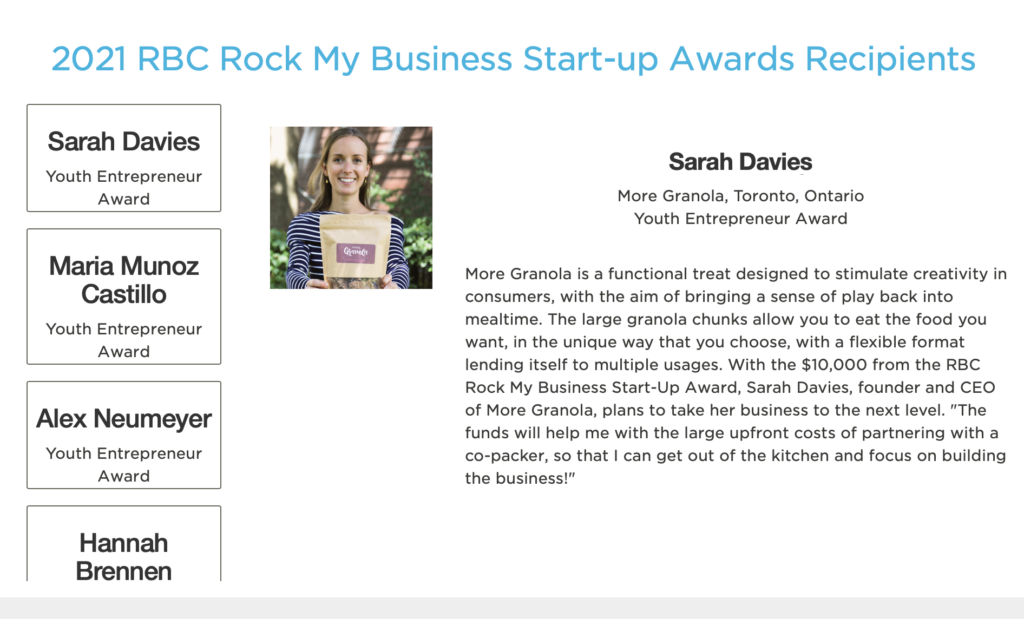 2021 RBC Rock My Business Start-up Awards Recipients
Sarah Davies
Youth Entrepreneur
Award
Maria Munoz
Castillo
Youth Entrepreneur
Award
Alex Neumeyer
Youth Entrepreneur
Award
Hannah
Brennen
Granola
Sarah Davies
More Granola, Toronto, Ontario
Youth Entrepreneur Award
More Granola is a functional treat designed to stimulate creativity in
consumers, with the aim of bringing a sense of play back into
mealtime. The large granola chunks allow you to eat the food you
want, in the unique way that you choose, with a flexible format
lending itself to multiple usages. With the $10,000 from the RBC
Rock My Business Start-Up Award, Sarah Davies, founder and CEO
of More Granola, plans to take her business to the next level. "The
funds will help me with the large upfront costs of partnering with a
co-packer, so that I can get out of the kitchen and focus on building
the business!"